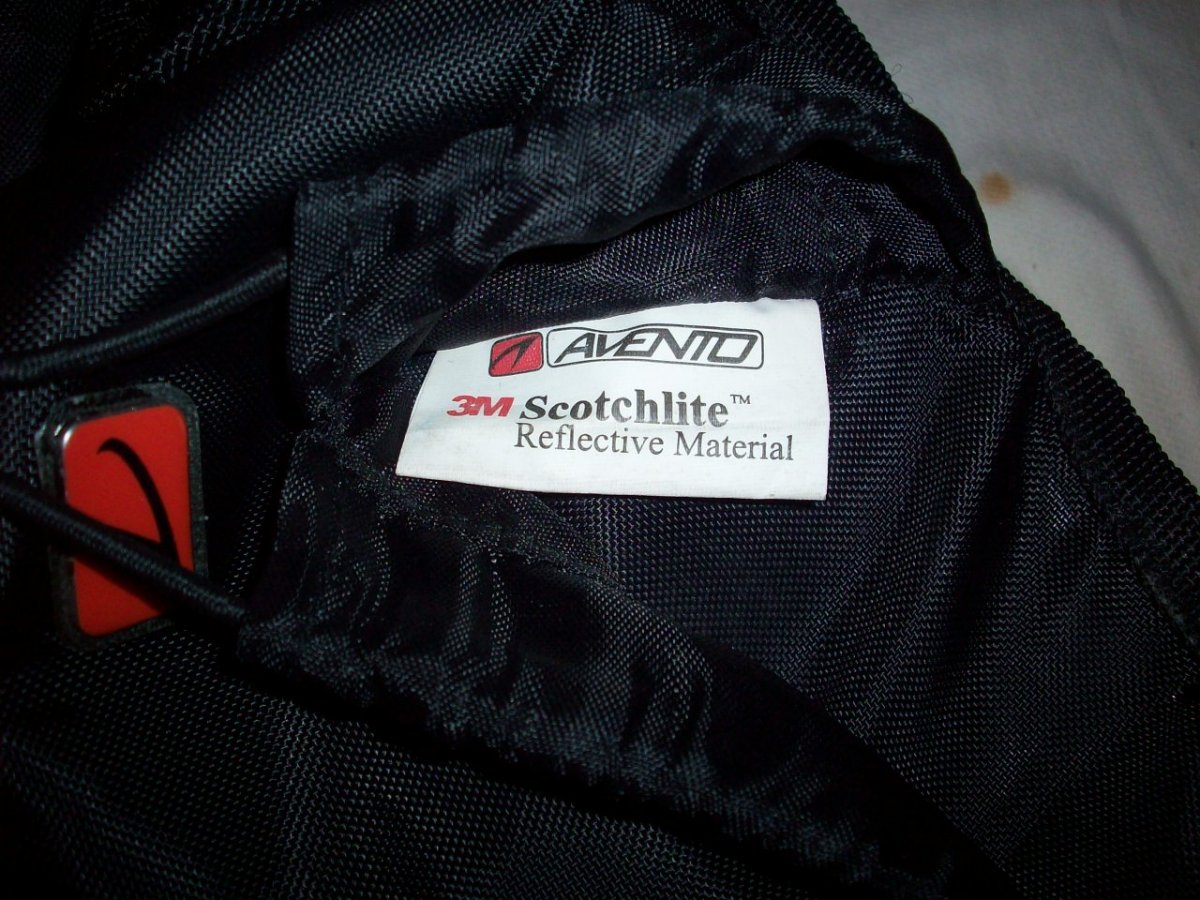 AVENTO
3M Scotchlite™
Reflective Material